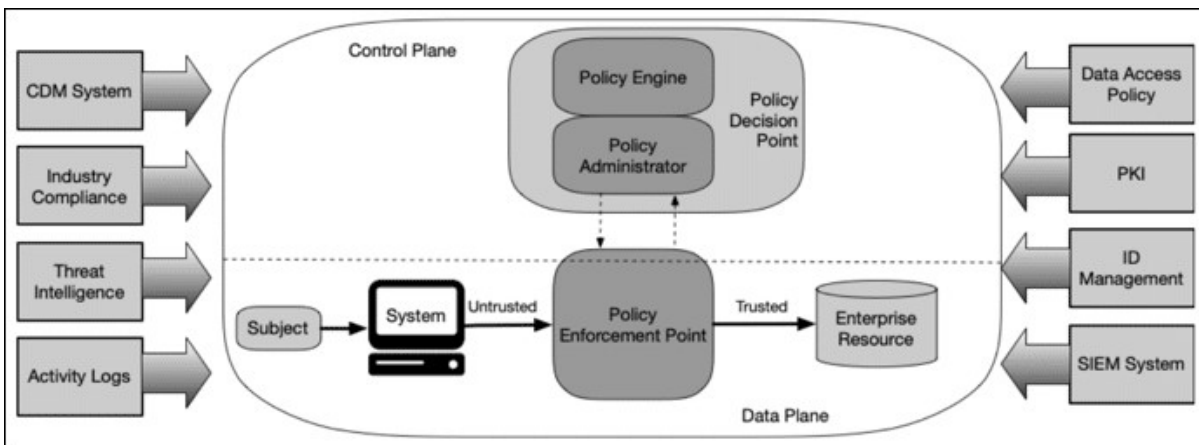 CDM System
Industry
Compliance
Threat
Intelligence
Activity Logs
Control Plane
Policy Engine
Policy
Administrator
Policy
Decision
Point
Subject
System
Untrusted
Policy
Enforcement Point
Trusted
Enterprise
Resource
Data Plane
Data Access
Policy
PKI
ID
Management
SIEM System